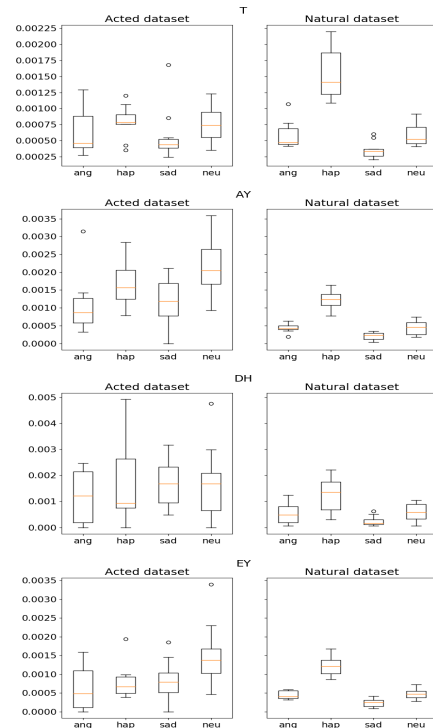 T
Acted dataset Natural dataset
0.00225
0.00200
0.00175
0.00150
0.00125
0.00100
0.00075
0.00050
0.00025
ang hap sad neu ang hap sad neu
AY
Acted dataset Natural dataset
0.0035
0.0030
0.0025
0.0020
0.0015
0.0010
0.0005
0.0000
ang hap sad neu ang hap sad neu
DH
Acted dataset Natural dataset
0.005
0.004
0.003
0.002
0.001
0.000
ang hap sad neu ang hap sad neu
EY
Acted dataset Natural dataset
0.0035
0.0030
0.0025
0.0020
0.0015
0.0010
0.0005
0.0000
ang hap sad neu ang hap sad neu